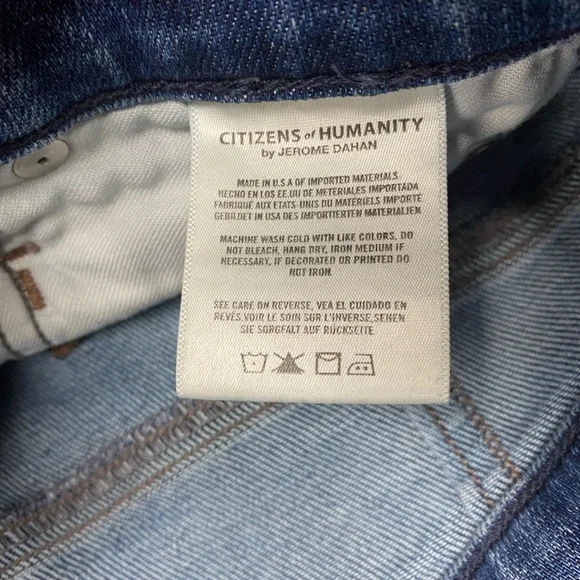 CITIZENS of HUMANITY
by JEROME DAHAN
MADE IN U.S.A OF IMPORTED MATERIALS
HECHO EN LOS EE.UU DE METERIALES IMPORTADA
FABRIQUE AUX ETATS-UNIS DU MATÉRIELS IMPORTE
GEBILDET IN USA DES IMPORTIERTEN MATERIALIEN.
MACHINE WASH COLD WITH LIKE COLORS, DO
NOT BLEACH, HANG DRY, IRON MEDIUM IF
NECESSARY, IF DECORATED OR PRINTED DO
NOT IRON.
SEE CARE ON REVERSE, VEA EL CUIDADO EN
REVÉS.VOIR LE SOIN SUR L'INVERSE,SEHEN
SIE SORGFALT AUF RÜCKSEITE